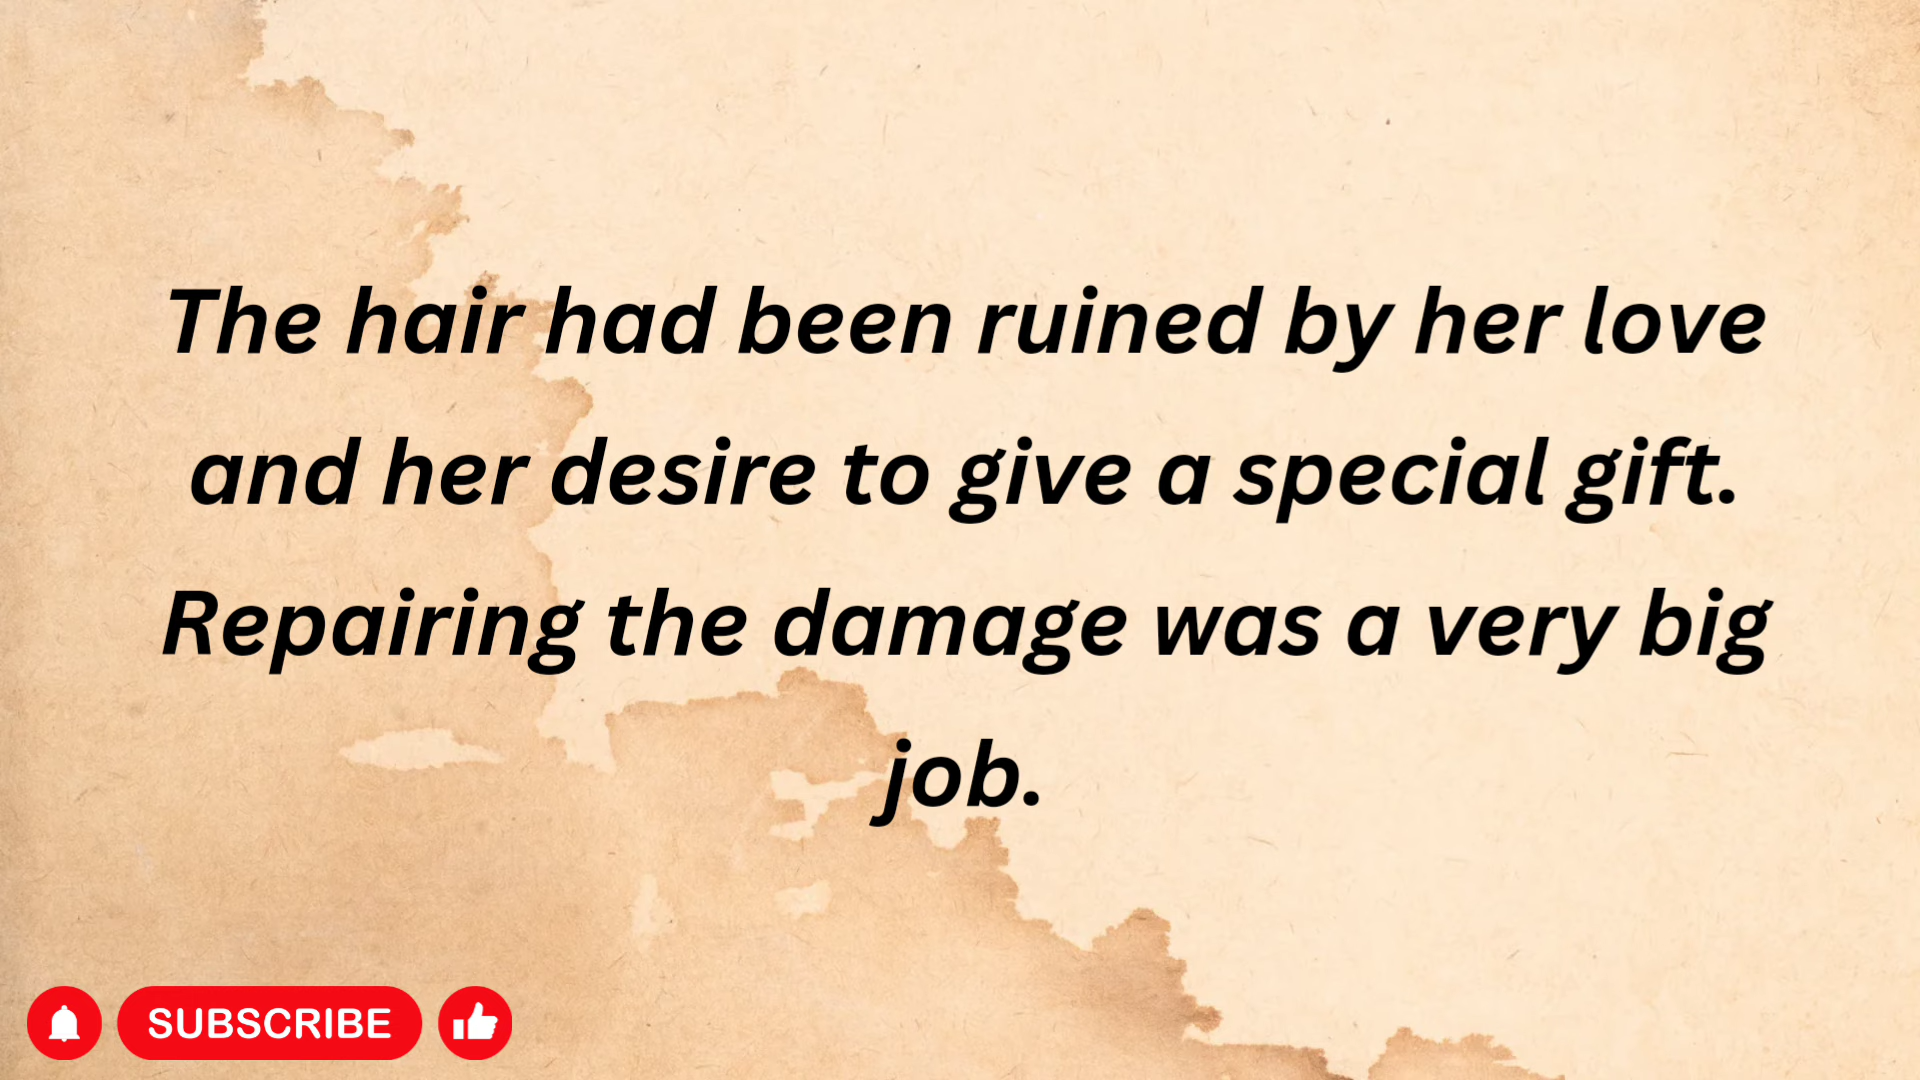 The hair had been ruined by her love
and her desire to give a special gift.
Repairing the damage was a very big
job.
SUBSCRIBE